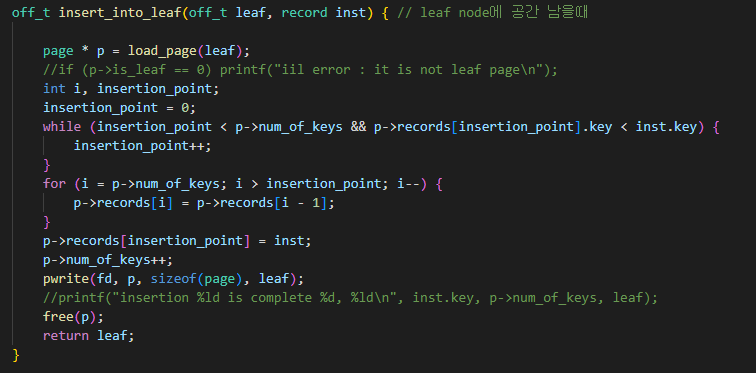 off_t insert_into_leaf(off_t leaf, record inst) { // leaf node에 공간 남을때
page * p = load_page(leaf);
//if (p->is_leaf == 0) printf("iil error : it is not leaf page\n");
int i, insertion_point;
insertion_point = 0;
while (insertion_point < p->num_of_keys && p->records[insertion_point].key < inst.key) {
insertion_point++;
}
for (i = p->num_of_keys; i > insertion_point; i--) {
p->records[i] = p->records[i - 1];
}
p->records[insertion_point] = inst;
p->num_of_keys++;
pwrite(fd, p, sizeof(page), leaf);
//printf("insertion %ld is complete %d, %ld\n", inst.key, p->num_of_keys, leaf);
free(p);
return leaf;
}